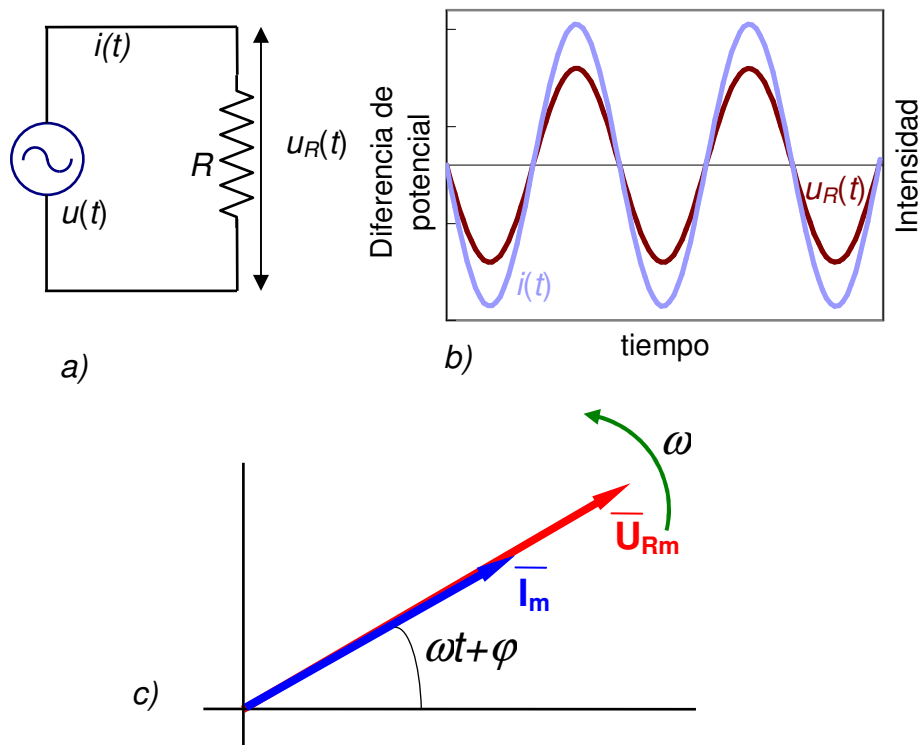 i(t)
R
u_R(t)
u(t)
a)
Diferencia de
potencial
u_R(t)
i(t)
Intensidad
tiempo
b)
ω
U_Rm
I_m
ωt+φ
c)